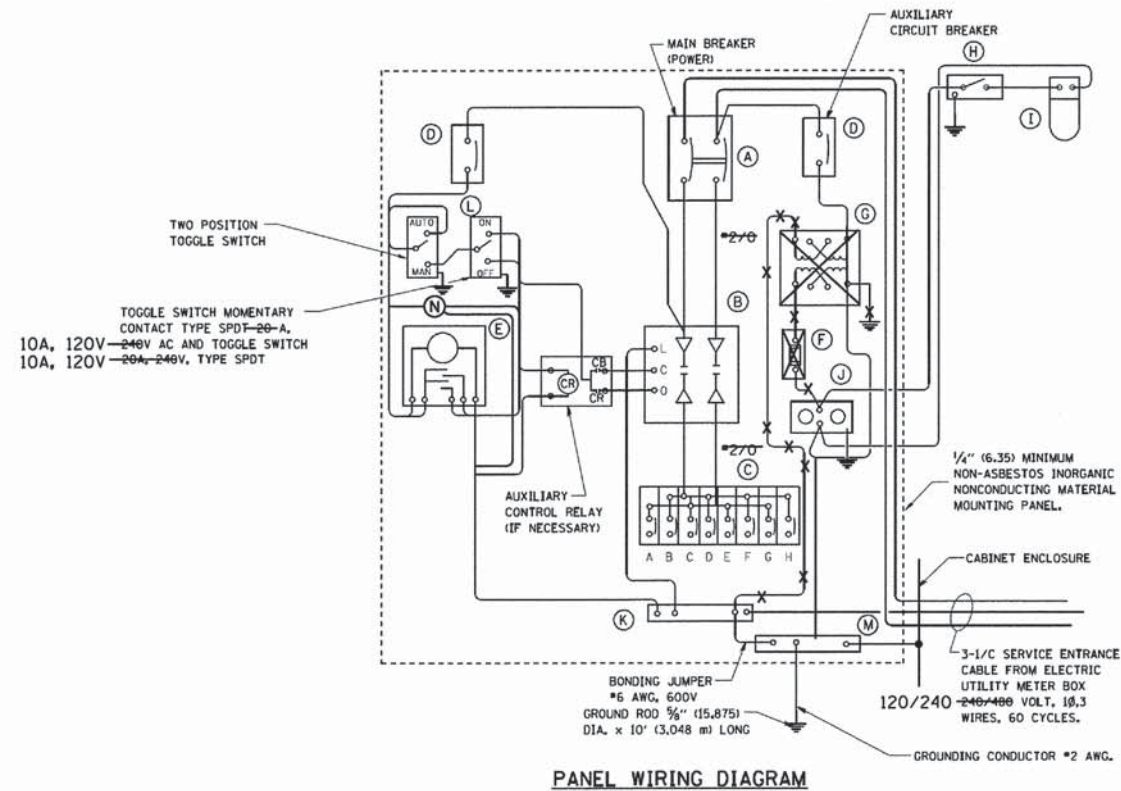 AUXILIARY
CIRCUIT BREAKER
MAIN BREAKER
(POWER)
H
I
D
A
D
L
G
AUTO
MAN
ON
OFF
TWO POSITION
TOGGLE SWITCH
#2/0
N
B
TOGGLE SWITCH MOMENTARY
CONTACT TYPE SPDT 20 A,
10A, 120V 240V AC AND TOGGLE SWITCH
10A, 120V 20A, 240V, TYPE SPDT
E
F
L
C
O
CB
CR
CR
J
#2/0
C
1/4" (6.35) MINIMUM
NON-ASBESTOS INORGANIC
NONCONDUCTING MATERIAL
MOUNTING PANEL.
AUXILIARY
CONTROL RELAY
(IF NECESSARY)
A B C D E F G H
CABINET ENCLOSURE
K
M
3-1/C SERVICE ENTRANCE
CABLE FROM ELECTRIC
UTILITY METER BOX
120/240 240/480 VOLT, 1Ø,3
WIRES, 60 CYCLES.
BONDING JUMPER
#6 AWG, 600V
GROUND ROD 5/8" (15.875)
DIA. x 10' (3.048 m) LONG
GROUNDING CONDUCTOR #2 AWG.
PANEL WIRING DIAGRAM